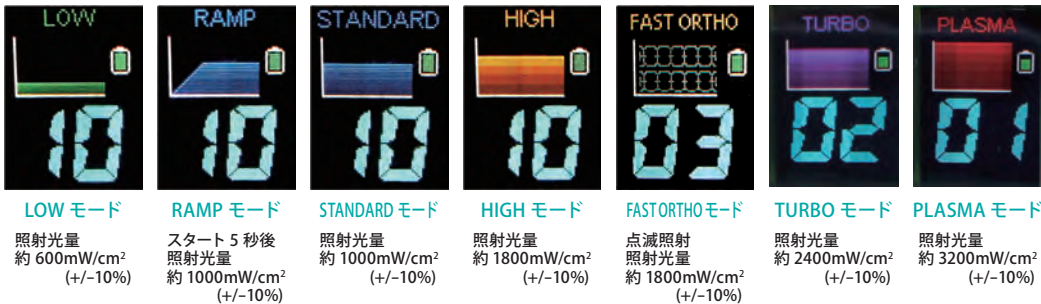 LOW
10
LOW モード
照射光量
約 600mW/cm²
(+/–10%)
RAMP
10
RAMP モード
スタート 5 秒後
照射光量
約 1000mW/cm²
(+/–10%)
STANDARD
10
STANDARD モード
照射光量
約 1000mW/cm²
(+/–10%)
HIGH
10
HIGH モード
照射光量
約 1800mW/cm²
(+/–10%)
FAST ORTHO
03
FAST ORTHO モード
点滅照射
照射光量
約 1800mW/cm²
(+/–10%)
TURBO
02
TURBO モード
照射光量
約 2400mW/cm²
(+/–10%)
PLASMA
01
PLASMA モード
照射光量
約 3200mW/cm²
(+/–10%)